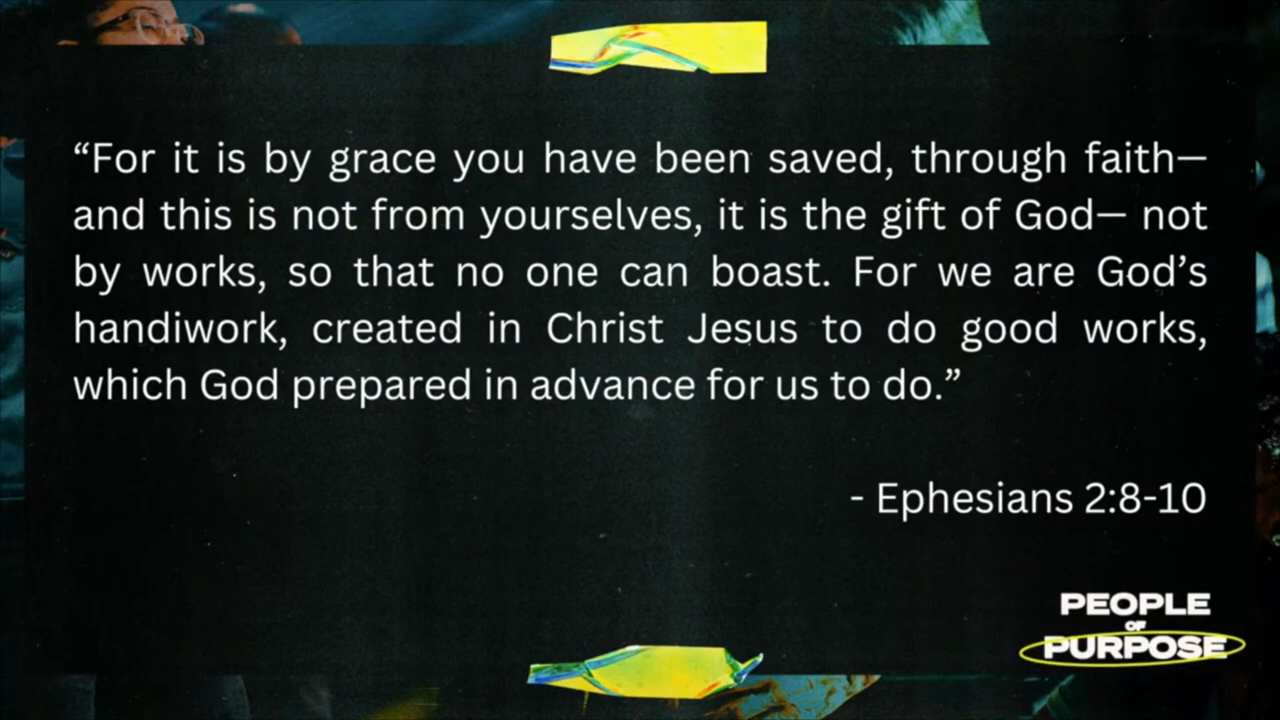 “For it is by grace you have been saved, through faith—
and this is not from yourselves, it is the gift of God— not
by works, so that no one can boast. For we are God’s
handiwork, created in Christ Jesus to do good works,
which God prepared in advance for us to do.”
- Ephesians 2:8-10
PEOPLE
OF
PURPOSE